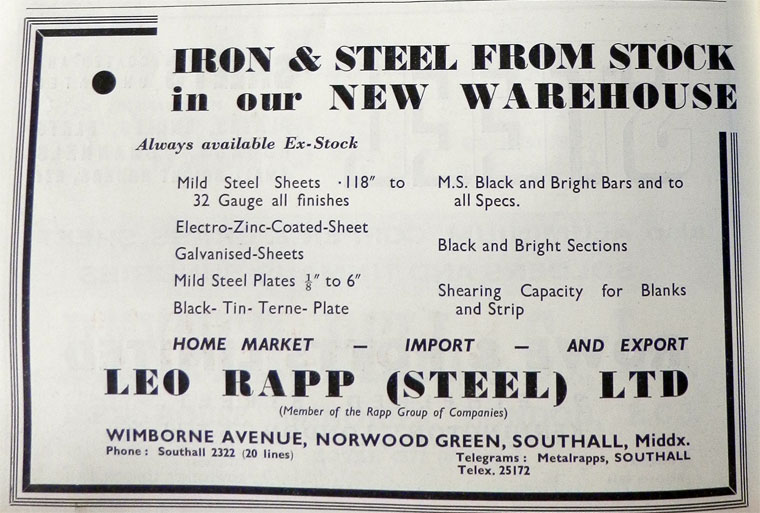 IRON & STEEL FROM STOCK
in our NEW WAREHOUSE
Always available Ex-Stock
Mild Steel Sheets ·118″ to
32 Gauge all finishes
Electro-Zinc-Coated-Sheet
Galvanised-Sheets
Mild Steel Plates ⅛″ to 6″
Black- Tin- Terne- Plate
M.S. Black and Bright Bars and to
all Specs.
Black and Bright Sections
Shearing Capacity for Blanks
and Strip
HOME MARKET — IMPORT — AND EXPORT
LEO RAPP (STEEL) LTD
(Member of the Rapp Group of Companies)
WIMBORNE AVENUE, NORWOOD GREEN, SOUTHALL, Middx.
Phone : Southall 2322 (20 lines)
Telegrams : Metalrapps, SOUTHALL
Telex. 25172